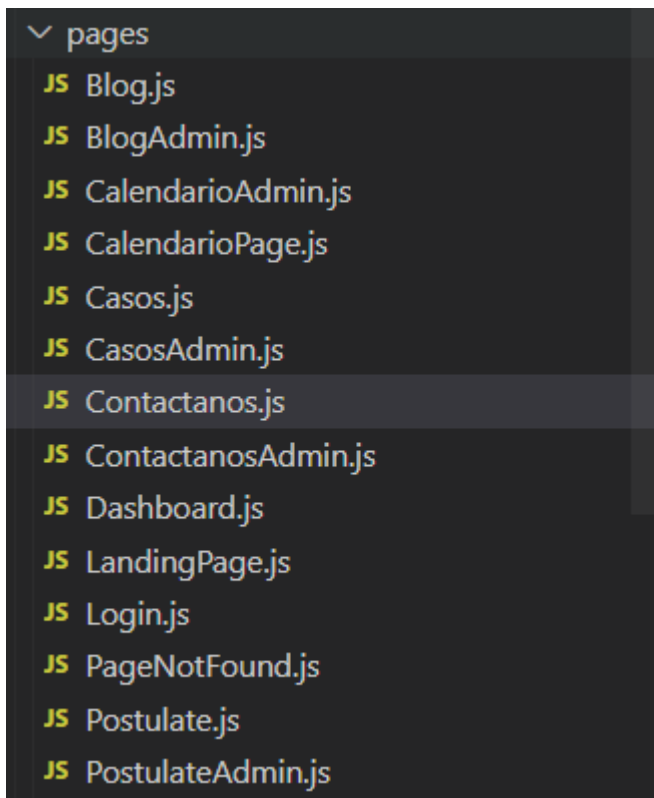 pages
JS Blog.js
JS BlogAdmin.js
JS CalendarioAdmin.js
JS CalendarioPage.js
JS Casos.js
JS CasosAdmin.js
JS Contactanos.js
JS ContactanosAdmin.js
JS Dashboard.js
JS LandingPage.js
JS Login.js
JS PageNotFound.js
JS Postulate.js
JS PostulateAdmin.js